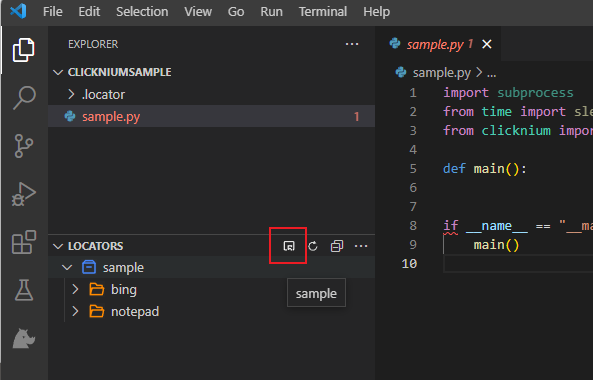 File Edit Selection View Go Run Terminal Help
EXPLORER
CLICKNIUMSAMPLE
.locator
sample.py 1
LOCATORS
sample
bing
notepad
sample
sample.py 1
sample.py > ...
1 import subprocess
2 from time import sle
3 from clicknium impor
4
5 def main():
6
7
8 if __name__ == "__ma
9 main()
10